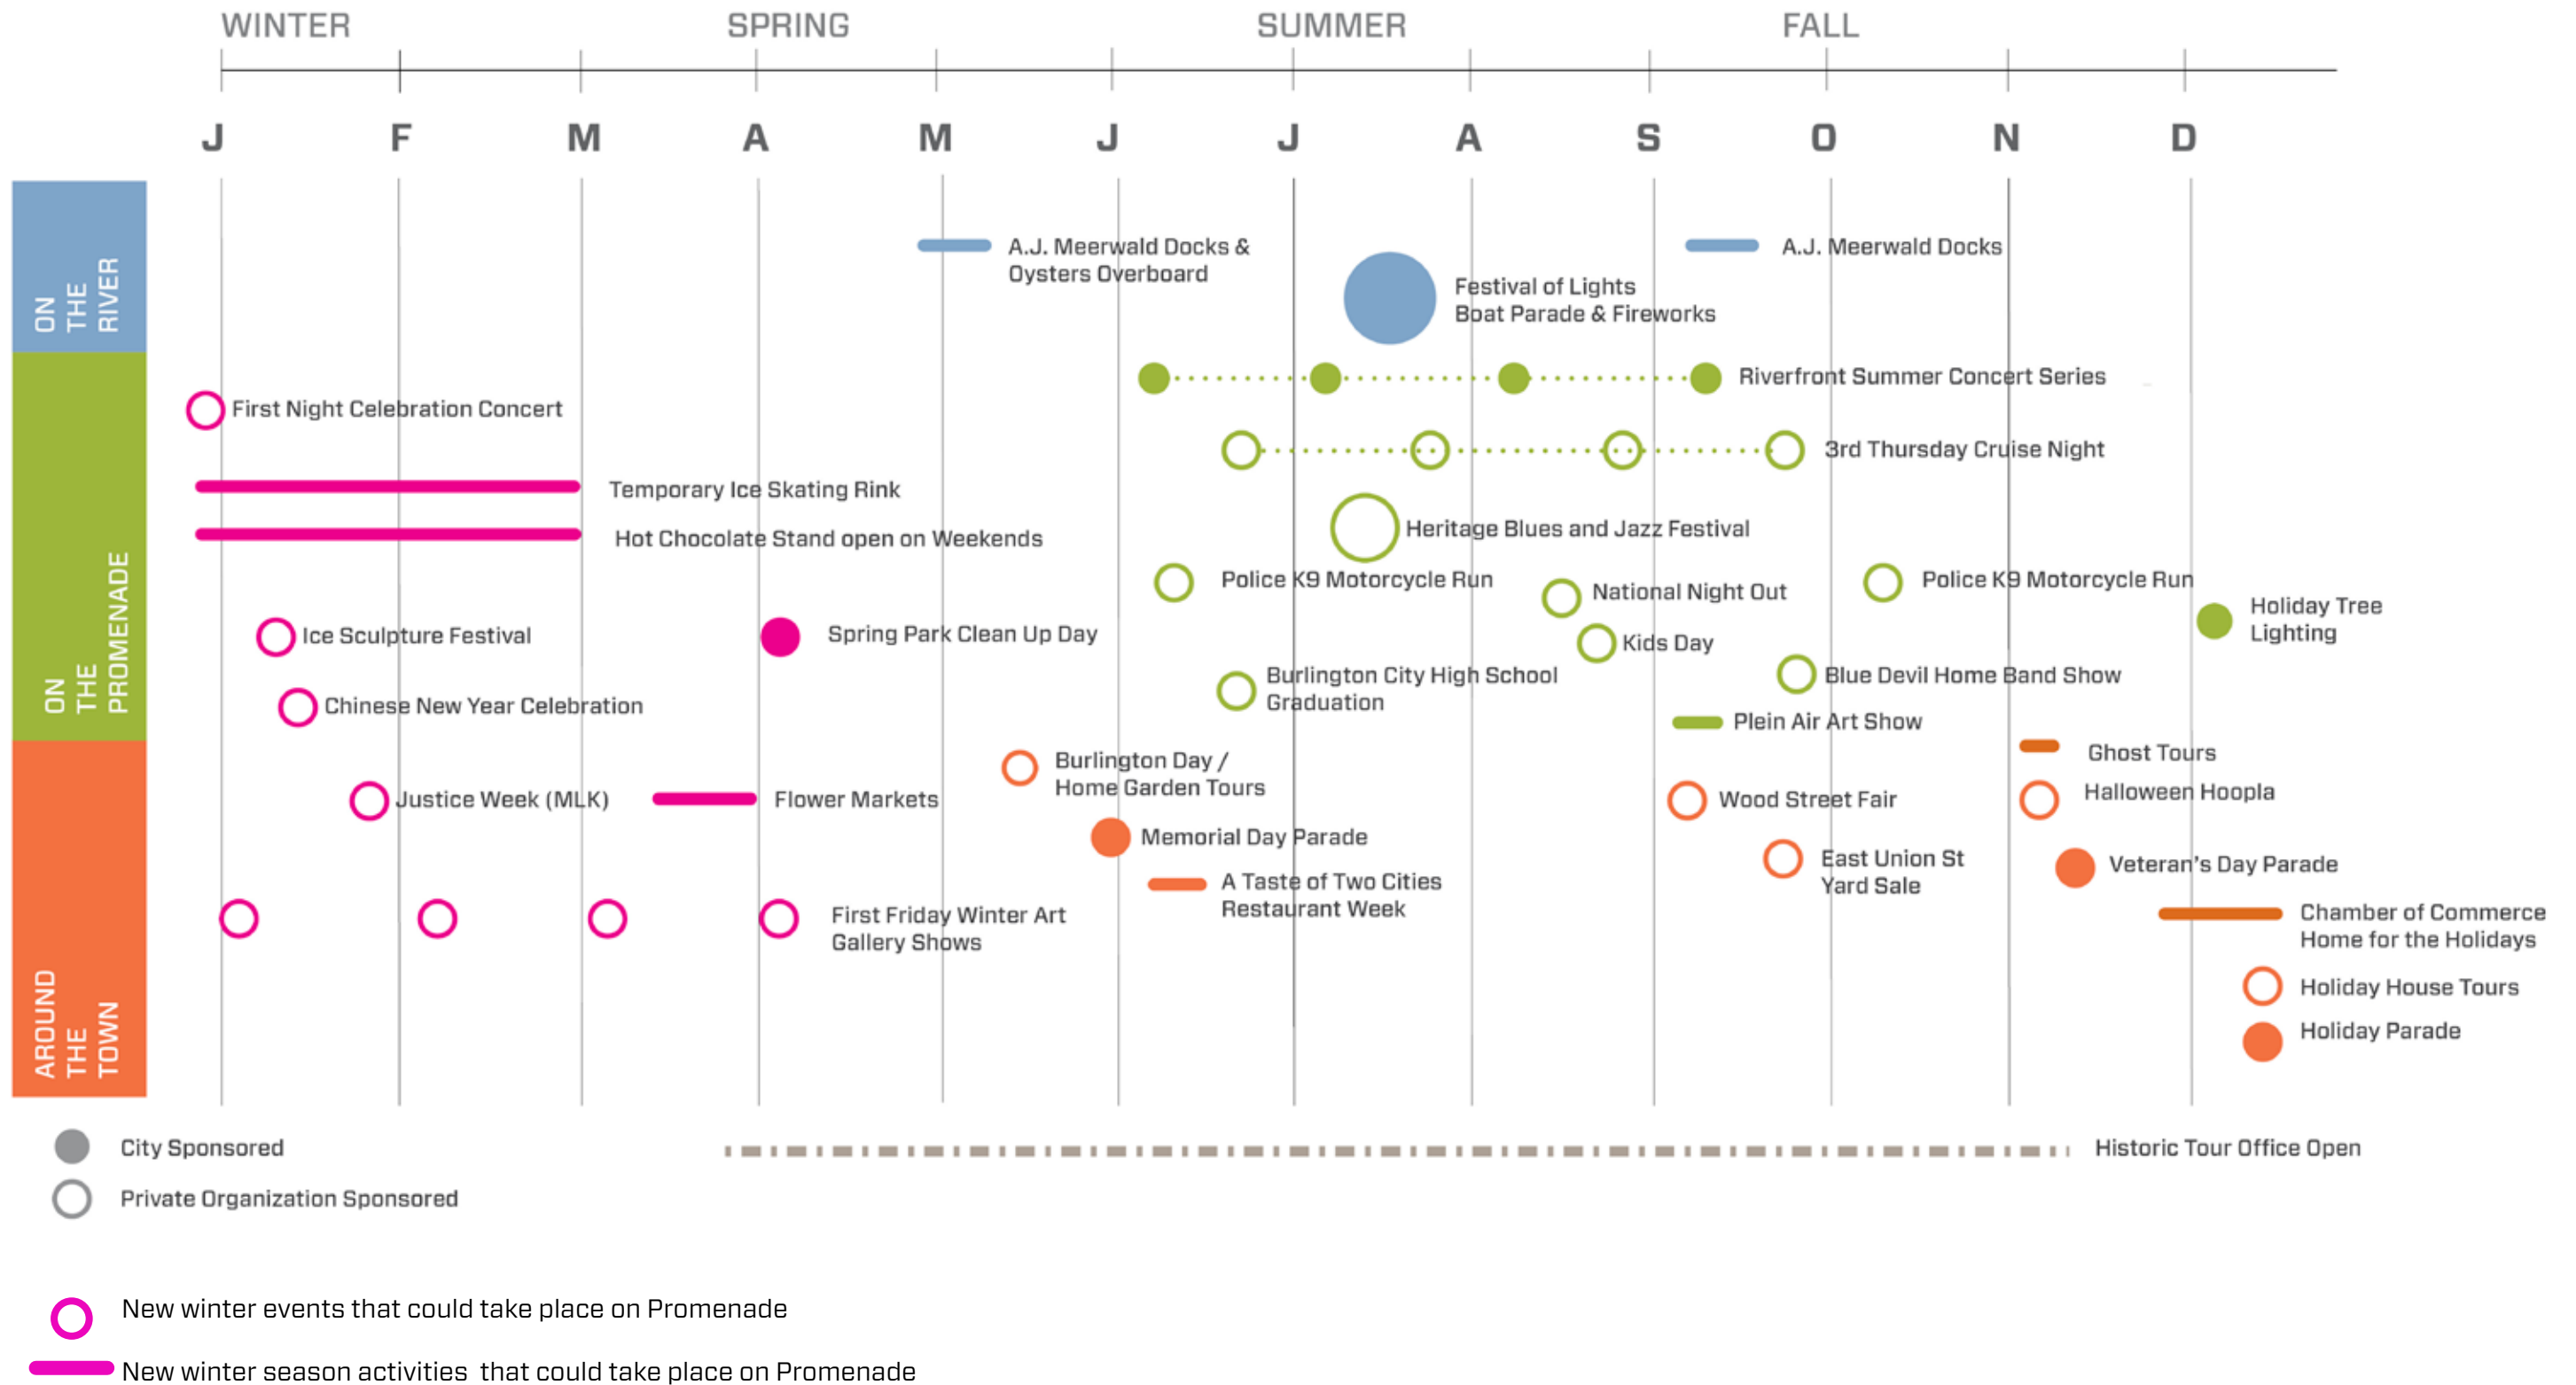 WINTER
SPRING
SUMMER
FALL
J
F
M
A
M
J
J
A
S
O
N
D
ON
THE
RIVER
A.J. Meerwald Docks &
Oysters Overboard
A.J. Meerwald Docks
Festival of Lights
Boat Parade & Fireworks
ON
THE
PROMENADE
Riverfront Summer Concert Series
First Night Celebration Concert
3rd Thursday Cruise Night
Temporary Ice Skating Rink
Hot Chocolate Stand open on Weekends
Heritage Blues and Jazz Festival
Police K9 Motorcycle Run
National Night Out
Police K9 Motorcycle Run
Holiday Tree
Lighting
Ice Sculpture Festival
Spring Park Clean Up Day
Kids Day
Burlington City High School
Graduation
Blue Devil Home Band Show
Chinese New Year Celebration
Plein Air Art Show
AROUND
THE
TOWN
Burlington Day /
Home Garden Tours
Ghost Tours
Justice Week (MLK)
Flower Markets
Wood Street Fair
Halloween Hoopla
Memorial Day Parade
East Union St
Yard Sale
Veteran's Day Parade
A Taste of Two Cities
Restaurant Week
First Friday Winter Art
Gallery Shows
Chamber of Commerce
Home for the Holidays
Holiday House Tours
Holiday Parade
City Sponsored
Historic Tour Office Open
Private Organization Sponsored
New winter events that could take place on Promenade
New winter season activities  that could take place on Promenade